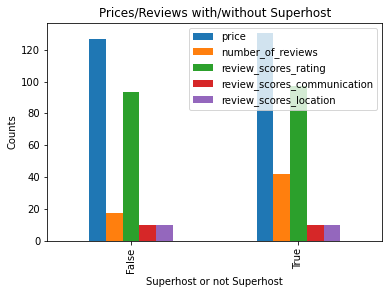 Prices/Reviews with/without Superhost
price
number_of_reviews
review_scores_rating
review_scores_communication
review_scores_location
120
100
80
60
40
20
0
Counts
False
True
Superhost or not Superhost